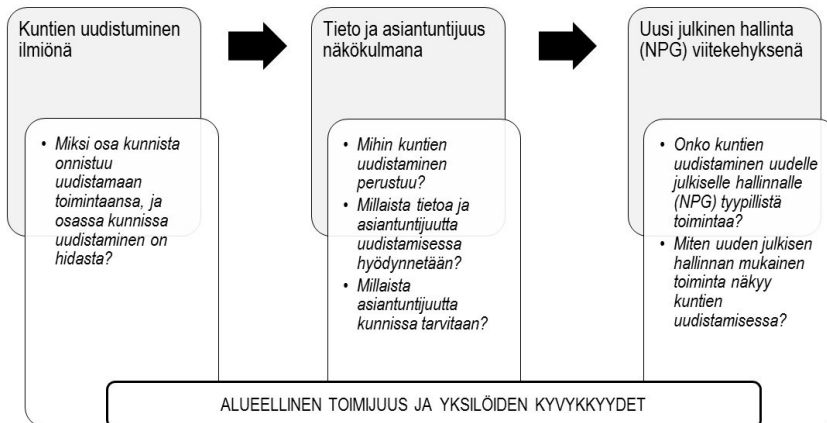 Kuntien uudistuminen
ilmiönä
• Miksi osa kunnista
onnistuu
uudistamaan
toimintaansa, ja
osassa kunnissa
uudistaminen on
hidasta?
Tieto ja asiantuntijuus
näkökulmana
• Mihin kuntien
uudistaminen
perustuu?
• Millaista tietoa ja
asiantuntijuutta
uudistamisessa
hyödynnetään?
• Millaista
asiantuntijuutta
kunnissa tarvitaan?
Uusi julkinen hallinta
(NPG) viitekehyksenä
• Onko kuntien
uudistaminen uudelle
julkiselle hallinnalle
(NPG) tyypillistä
toimintaa?
• Miten uuden julkisen
hallinnan mukainen
toiminta näkyy
kuntien
uudistamisessa?
ALUEELLINEN TOIMIJUUS JA YKSILÖIDEN KYVYKKYYDET